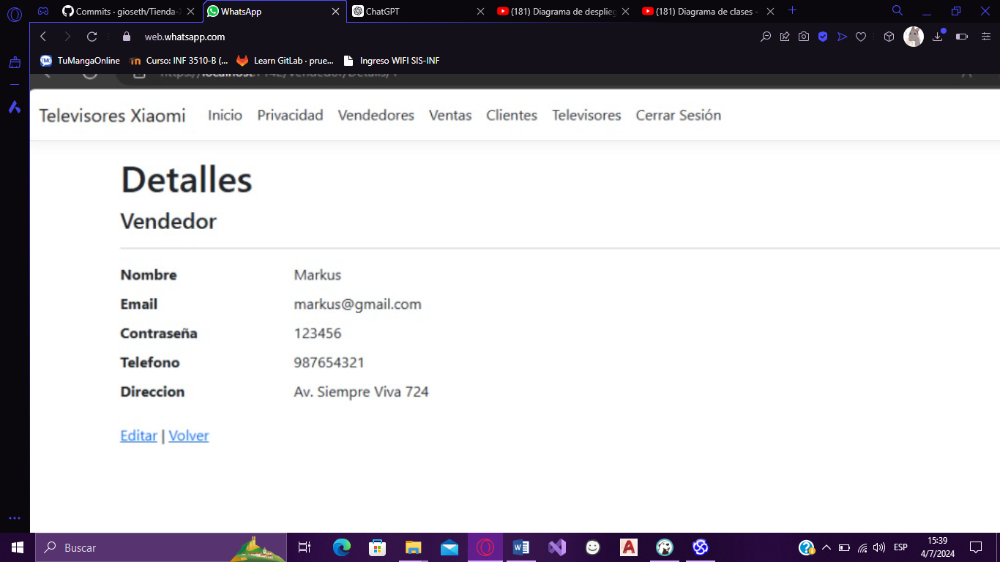 Commits · gioseth/Tienda-X
WhatsApp
ChatGPT
(181) Diagrama de desplieg
(181) Diagrama de clases -
web.whatsapp.com
TuMangaOnline
Curso: INF 3510-B (...
Learn GitLab · prue...
Ingreso WIFI SIS-INF
Televisores Xiaomi Inicio Privacidad Vendedores Ventas Clientes Televisores Cerrar Sesión
Detalles
Vendedor
Nombre Markus
Email markus@gmail.com
Contraseña 123456
Telefono 987654321
Direccion Av. Siempre Viva 724
Editar | Volver
Buscar
ESP
15:39
4/7/2024